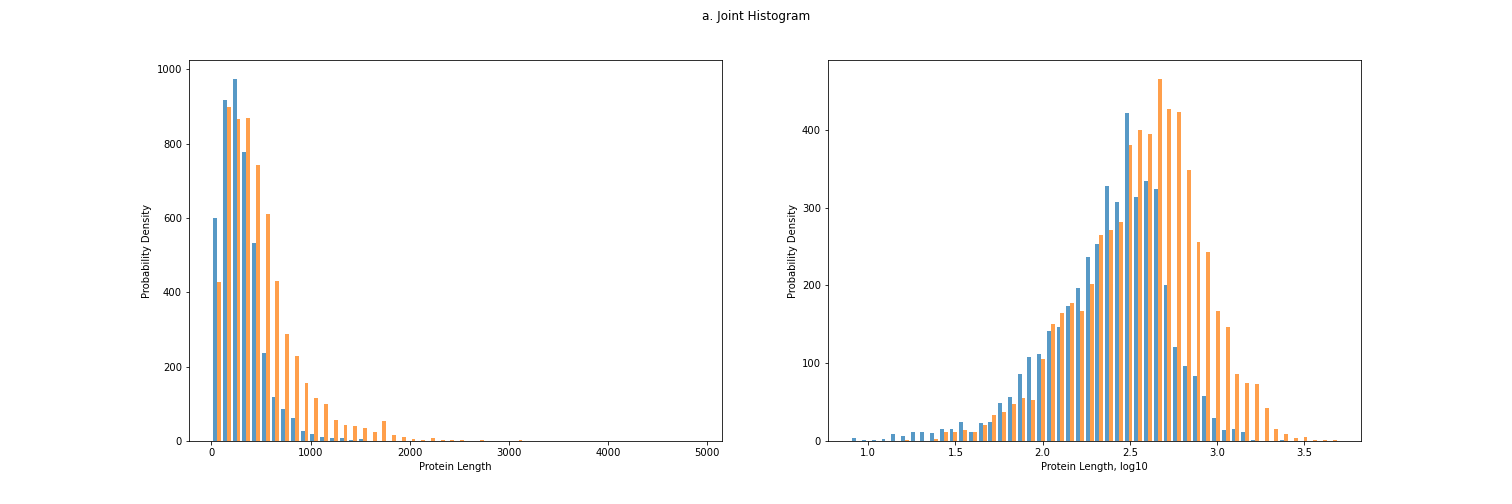 a. Joint Histogram
1000
800
600
400
200
0
Probability Density
0 1000 2000 3000 4000 5000
Protein Length
400
300
200
100
0
Probability Density
1.0 1.5 2.0 2.5 3.0 3.5
Protein Length, log10